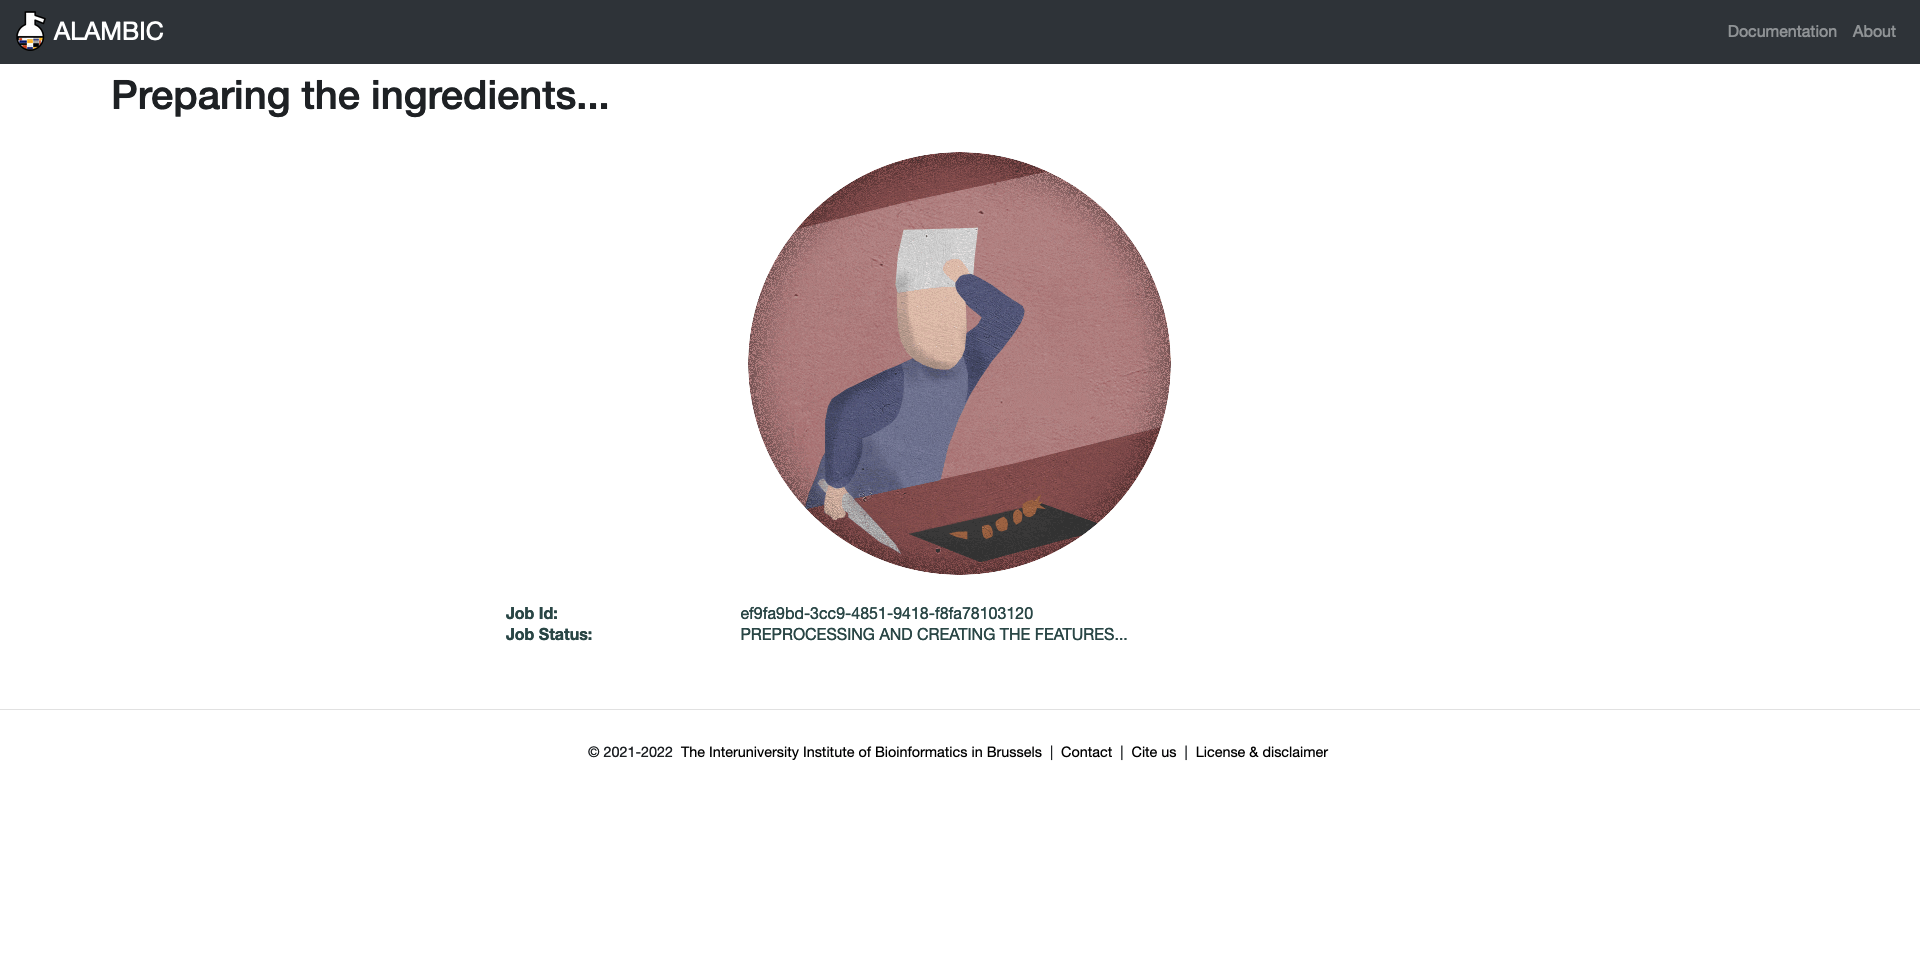 ALAMBIC
Documentation About
Preparing the ingredients...
Job Id: ef9fa9bd-3cc9-4851-9418-f8fa78103120
Job Status: PREPROCESSING AND CREATING THE FEATURES...
© 2021-2022 The Interuniversity Institute of Bioinformatics in Brussels | Contact | Cite us | License & disclaimer